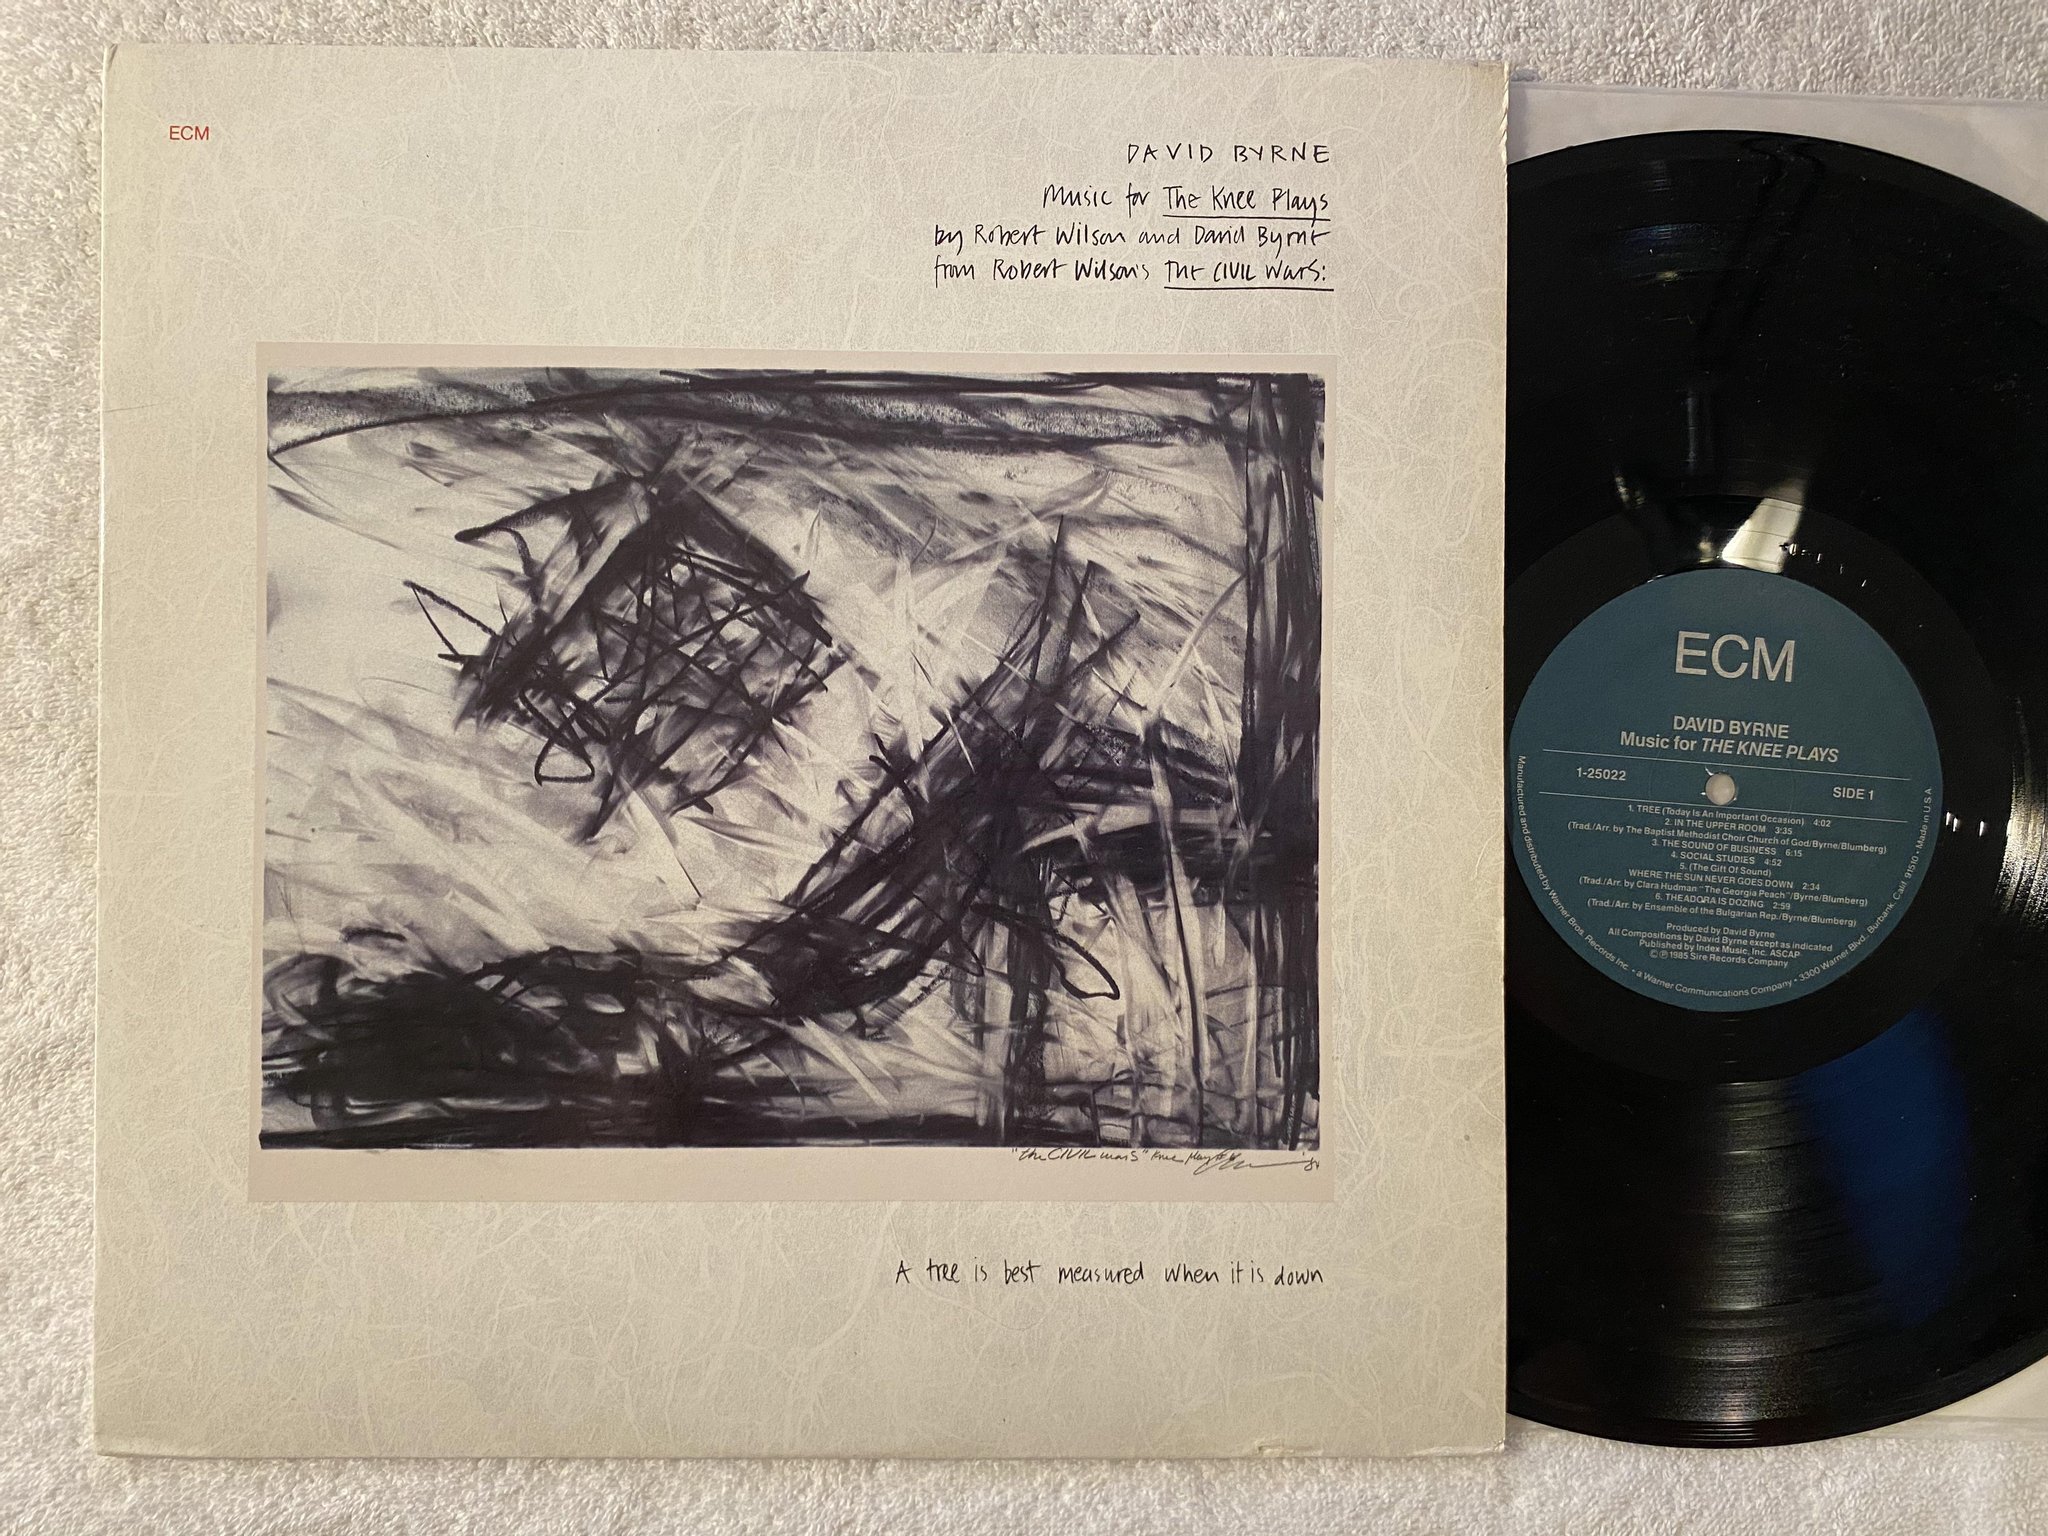 ECM
DAVID BYRNE
Music for The Knee Plays
by Robert Wilson and David Byrne
from Robert Wilson's the CIVIL warS:
"the CIVIL warS" Knee Play
'84
A tree is best measured when it is down
ECM
DAVID BYRNE
Music for THE KNEE PLAYS
1-25022
SIDE 1
1. TREE (Today Is An Important Occasion) 4:02
2. IN THE UPPER ROOM 3:35
(Trad./Arr. by The Baptist Methodist Choir Church of God/Byrne/Blumberg)
3. THE SOUND OF BUSINESS 6:15
4. SOCIAL STUDIES 4:52
5. (The Gift Of Sound)
WHERE THE SUN NEVER GOES DOWN 2:34
(Trad./Arr. by Clara Hudman "The Georgia Peach"/Byrne/Blumberg)
6. THEADORA IS DOZING 2:59
(Trad./Arr. by Ensemble of the Bulgarian Rep./Byrne/Blumberg)
Produced by David Byrne
All Compositions by David Byrne except as indicated
Published by Index Music, Inc. ASCAP
© ℗ 1985 Sire Records Company
Manufactured and distributed by Warner Bros. Records Inc. • a Warner Communications Company • 3300 Warner Blvd., Burbank, Calif. 91510 • Made in U S A